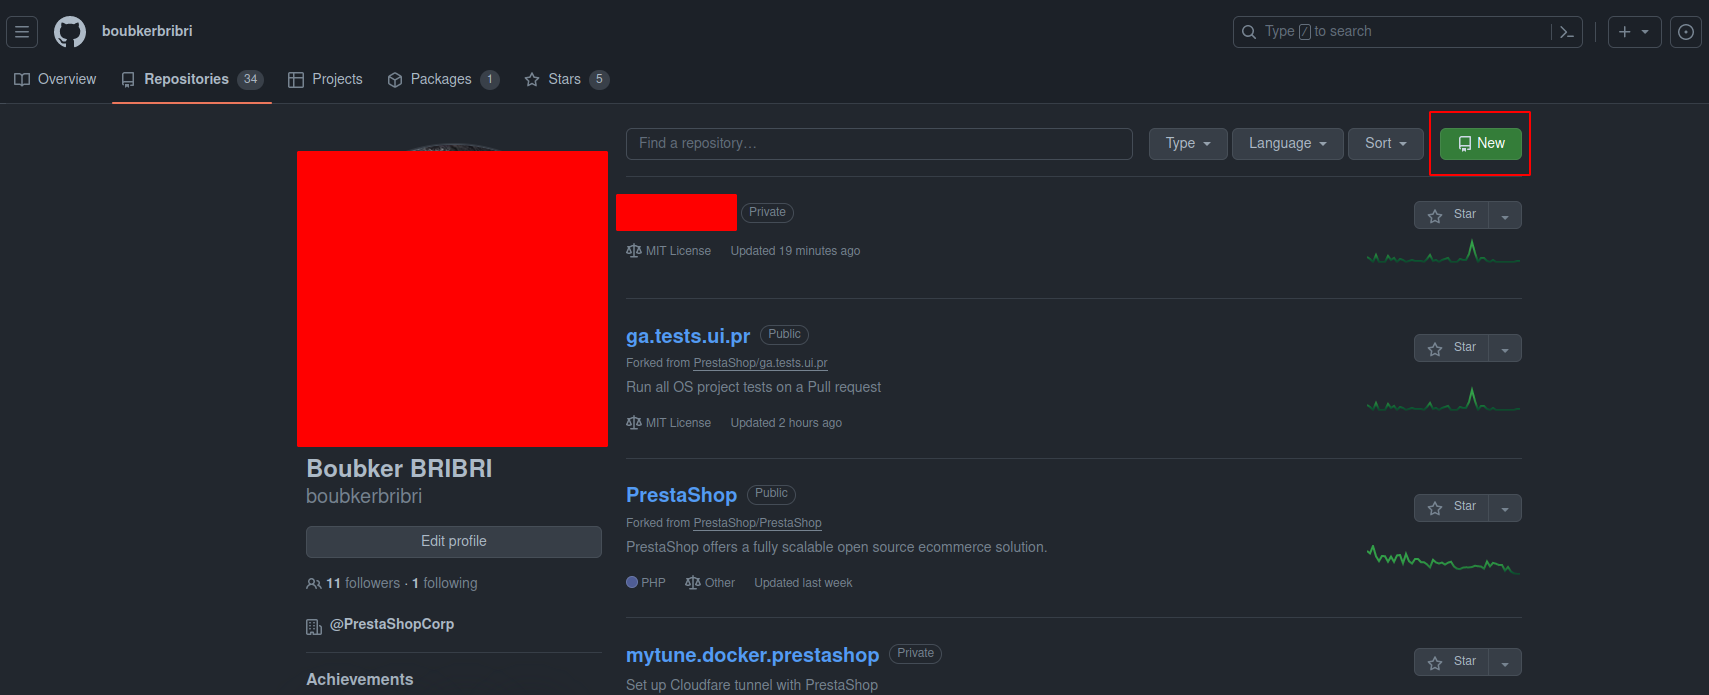 boubkerbribri
Type / to search
Overview
Repositories 34
Projects
Packages 1
Stars 5
Find a repository…
Type
Language
Sort
New
Private
Star
MIT License Updated 19 minutes ago
ga.tests.ui.pr Public
Star
Forked from PrestaShop/ga.tests.ui.pr
Run all OS project tests on a Pull request
MIT License Updated 2 hours ago
Boubker BRIBRI
boubkerbribri
Edit profile
11 followers · 1 following
@PrestaShopCorp
Achievements
PrestaShop Public
Star
Forked from PrestaShop/PrestaShop
PrestaShop offers a fully scalable open source ecommerce solution.
PHP Other Updated last week
mytune.docker.prestashop Private
Star
Set up Cloudfare tunnel with PrestaShop